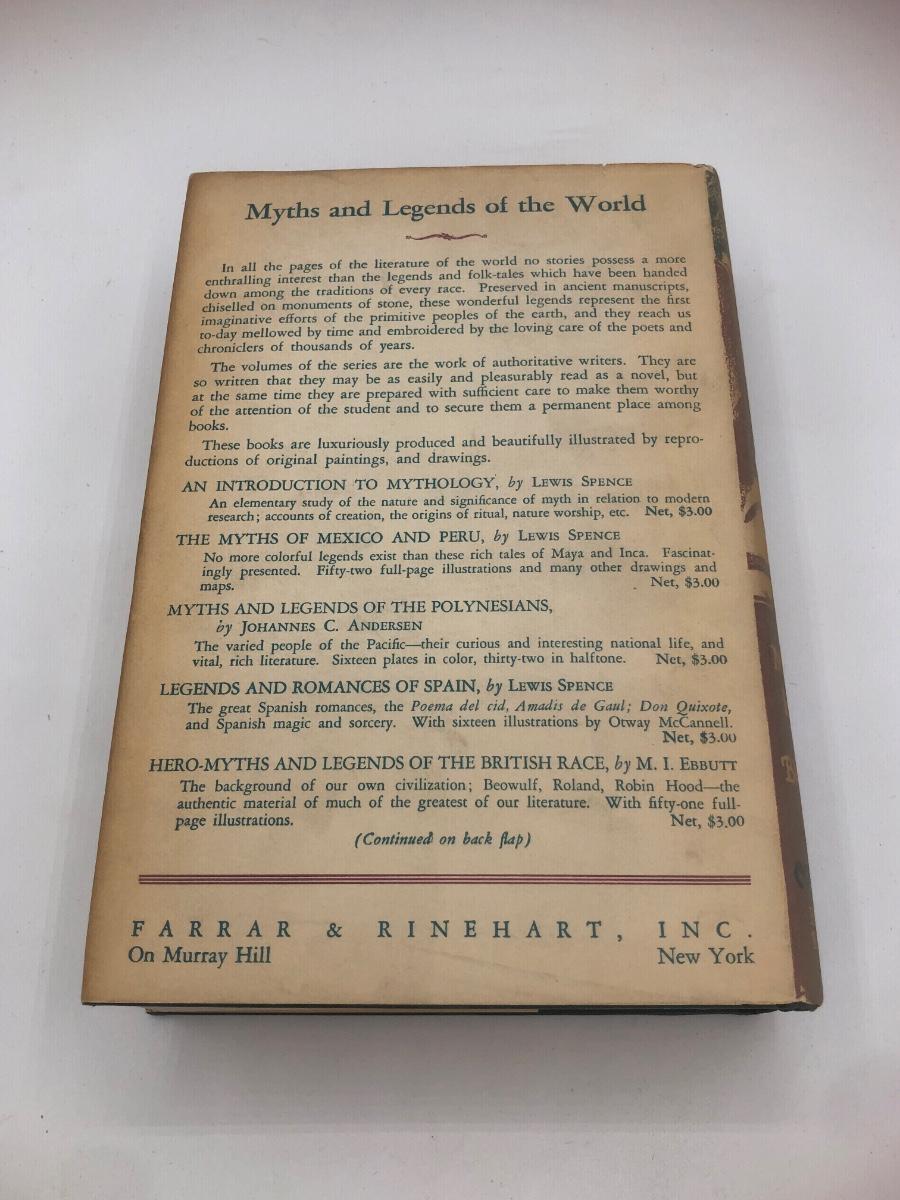 Myths and Legends of the World
In all the pages of the literature of the world no stories possess a more
enthralling interest than the legends and folk-tales which have been handed
down among the traditions of every race. Preserved in ancient manuscripts,
chiselled on monuments of stone, these wonderful legends represent the first
imaginative efforts of the primitive peoples of the earth, and they reach us
to-day mellowed by time and embroidered by the loving care of the poets and
chroniclers of thousands of years.
The volumes of the series are the work of authoritative writers. They are
so written that they may be as easily and pleasurably read as a novel, but
at the same time they are prepared with sufficient care to make them worthy
of the attention of the student and to secure them a permanent place among
books.
These books are luxuriously produced and beautifully illustrated by repro-
ductions of original paintings, and drawings.
AN INTRODUCTION TO MYTHOLOGY, by LEWIS SPENCE
An elementary study of the nature and significance of myth in relation to modern
research; accounts of creation, the origins of ritual, nature worship, etc. Net, $3.00
THE MYTHS OF MEXICO AND PERU, by LEWIS SPENCE
No more colorful legends exist than these rich tales of Maya and Inca. Fascinat-
ingly presented. Fifty-two full-page illustrations and many other drawings and
maps. Net, $3.00
MYTHS AND LEGENDS OF THE POLYNESIANS,
by JOHANNES C. ANDERSEN
The varied people of the Pacific—their curious and interesting national life, and
vital, rich literature. Sixteen plates in color, thirty-two in halftone. Net, $3.00
LEGENDS AND ROMANCES OF SPAIN, by LEWIS SPENCE
The great Spanish romances, the Poema del cid, Amadis de Gaul; Don Quixote,
and Spanish magic and sorcery. With sixteen illustrations by Otway McCannell.
Net, $3.00
HERO-MYTHS AND LEGENDS OF THE BRITISH RACE, by M. I. EBBUTT
The background of our own civilization; Beowulf, Roland, Robin Hood—the
authentic material of much of the greatest of our literature. With fifty-one full-
page illustrations. Net, $3.00
(Continued on back flap)
FARRAR & RINEHART, INC.
On Murray Hill New York